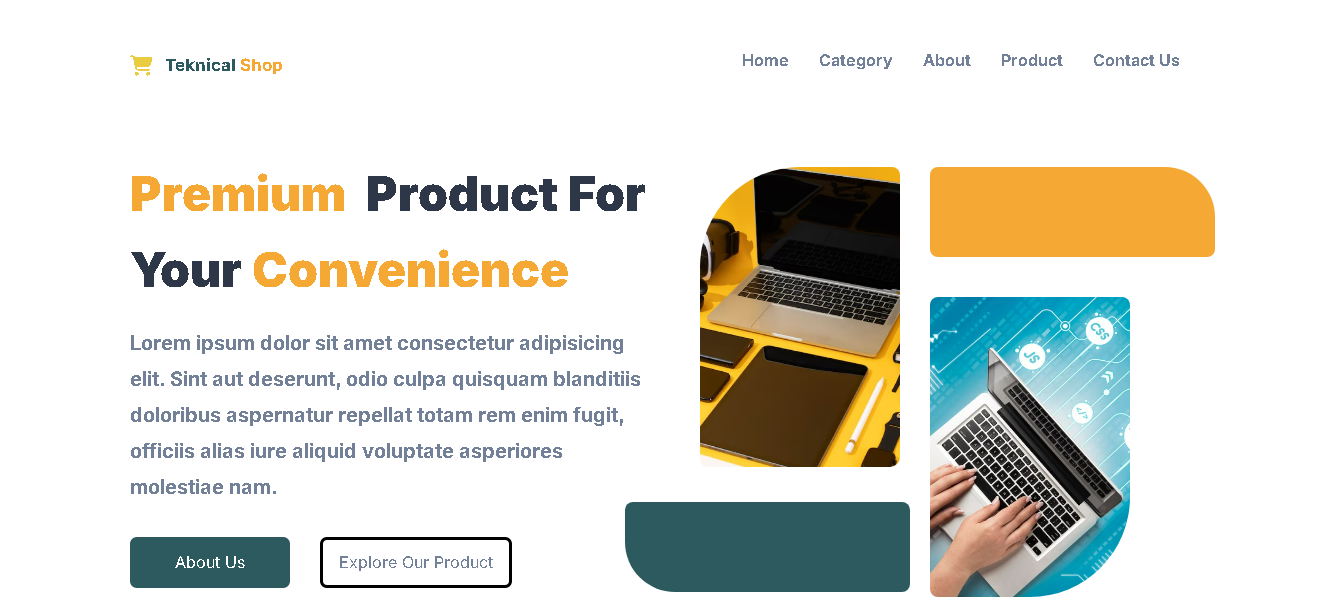 Teknical Shop
Home Category About Product Contact Us
Premium Product For
Your Convenience
Lorem ipsum dolor sit amet consectetur adipisicing
elit. Sint aut deserunt, odio culpa quisquam blanditiis
doloribus aspernatur repellat totam rem enim fugit,
officiis alias iure aliquid voluptate asperiores
molestiae nam.
About Us
Explore Our Product
CSS
JS
</>